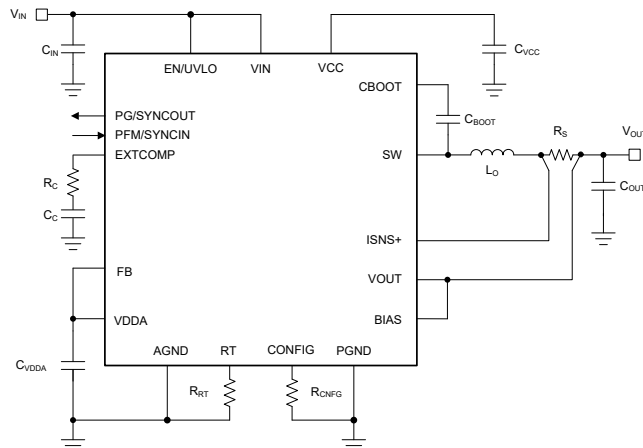 VIN
CIN
EN/UVLO VIN VCC
CVCC
CBOOT
CBOOT
PG/SYNCOUT
PFM/SYNCIN
EXTCOMP
SW
LO
RS
VOUT
COUT
RC
CC
ISNS+
FB
VOUT
VDDA
BIAS
CVDDA
AGND RT CONFIG PGND
RRT
RCNFG